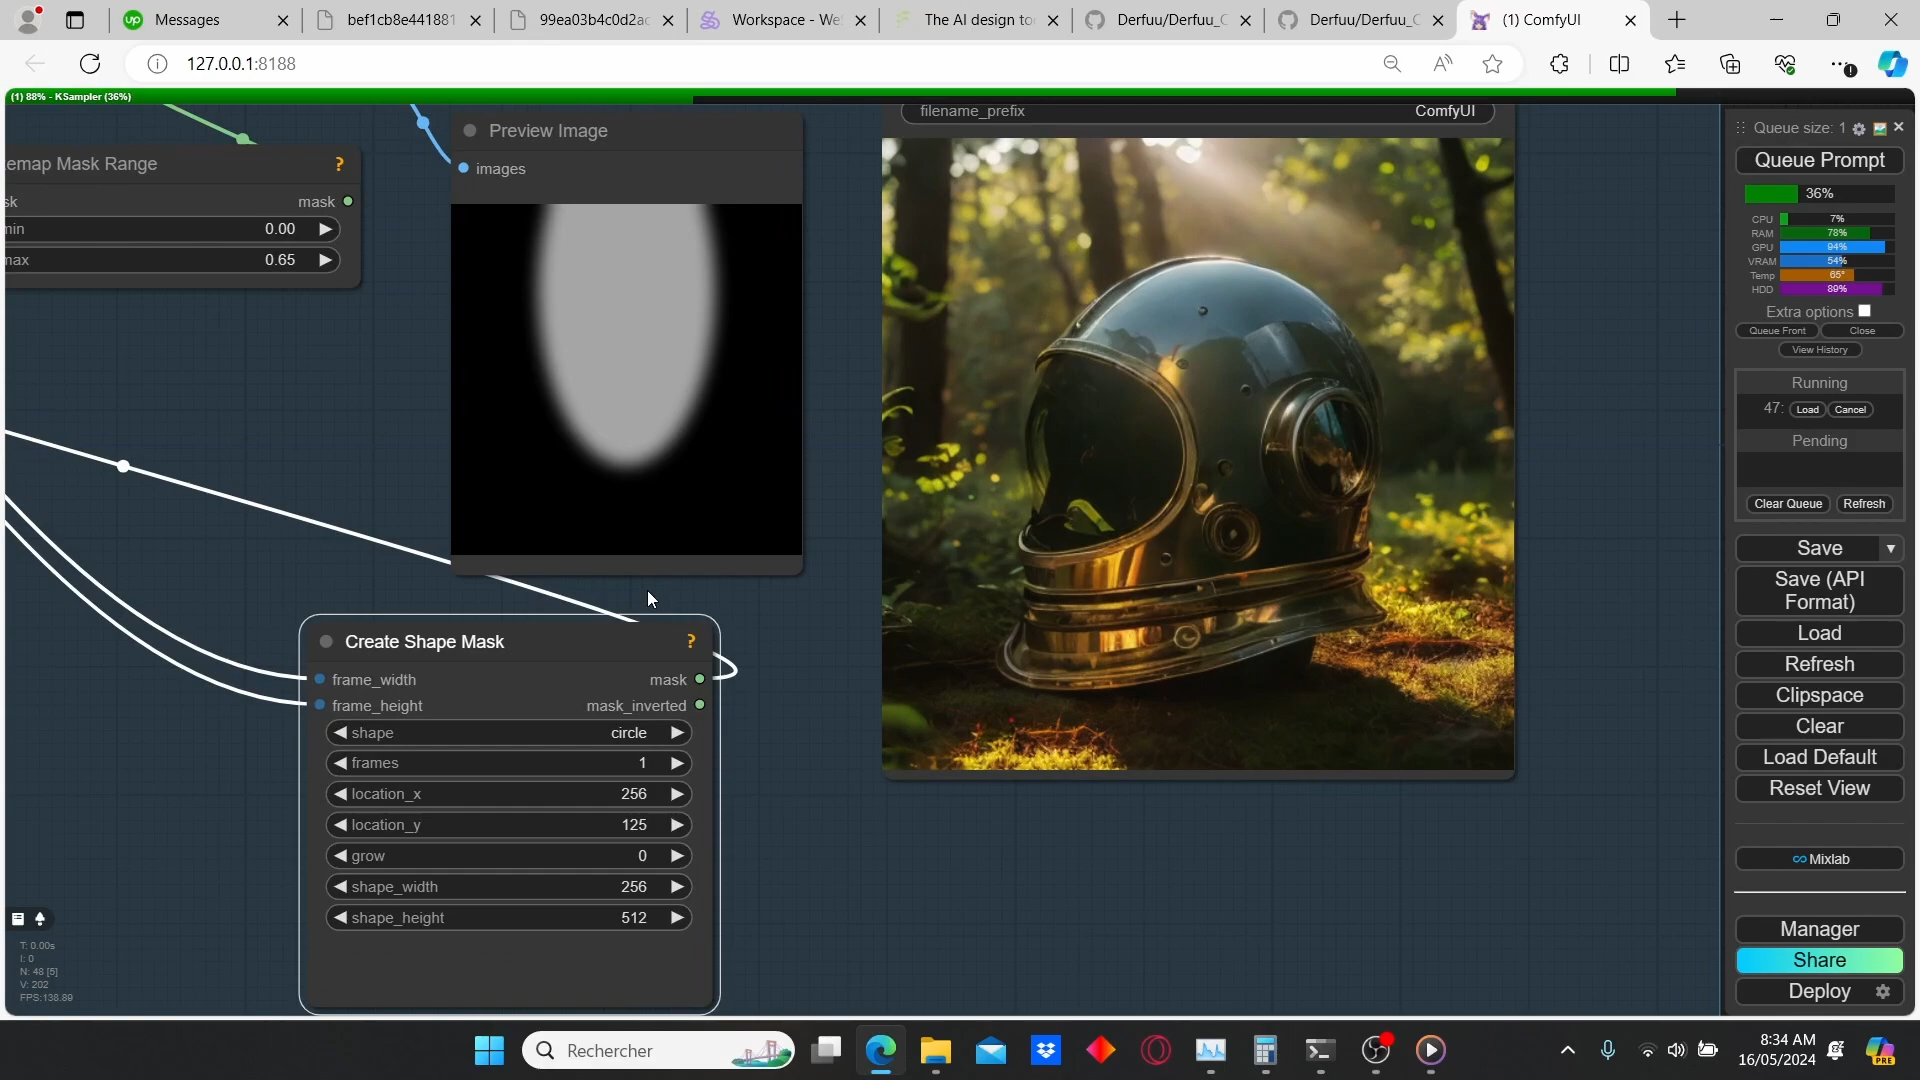 Messages
bef1cb8e441881
99ea03b4c0d2ac
Workspace - We
The AI design to
Derfuu/Derfuu_C
Derfuu/Derfuu_C
(1) ComfyUI
127.0.0.1:8188
(1) 88% - KSampler (36%)
Queue size: 1
Queue Prompt
36%
CPU 7%
RAM 78%
GPU 94%
VRAM 54%
Temp 65°
HDD 89%
Extra options
Queue Front
Close
View History
Running
47:
Load
Cancel
Pending
Clear Queue
Refresh
Save
Save (API
Format)
Load
Refresh
Clipspace
Clear
Load Default
Reset View
Mixlab
Manager
Share
Deploy
emap Mask Range
?
sk
mask
min
0.00
max
0.65
Preview Image
images
filename_prefix
ComfyUI
Create Shape Mask
?
frame_width
mask
frame_height
mask_inverted
shape
circle
frames
1
location_x
256
location_y
125
grow
0
shape_width
256
shape_height
512
T: 0.00s
I: 0
N: 48 [5]
V: 202
FPS:138.89
Rechercher
8:34 AM
16/05/2024
PRE